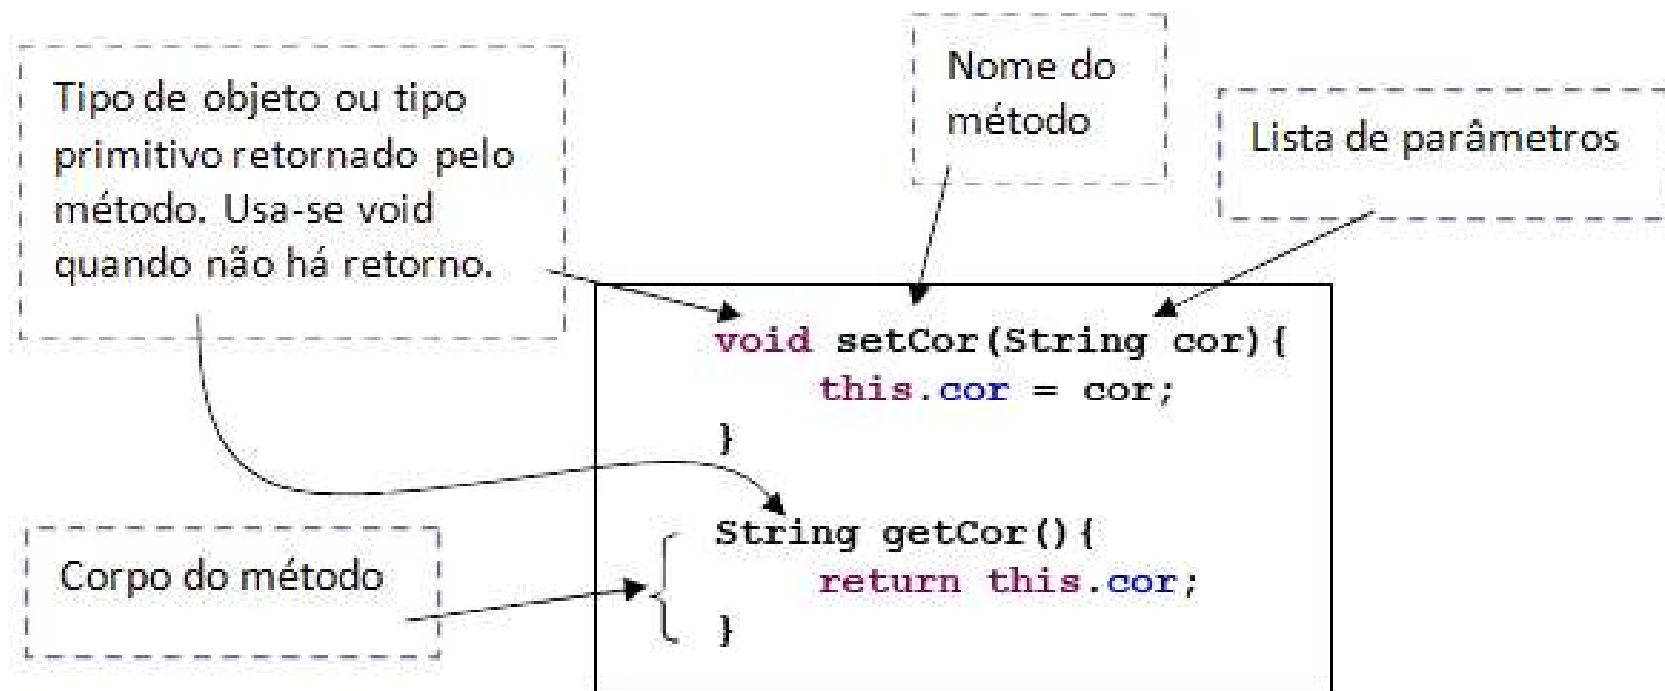 Tipo de objeto ou tipo
primitivo retornado pelo
método. Usa-se void
quando não há retorno.
Nome do
método
Lista de parâmetros
void setCor(String cor){
this.cor = cor;
}
String getCor(){
return this.cor;
}
Corpo do método